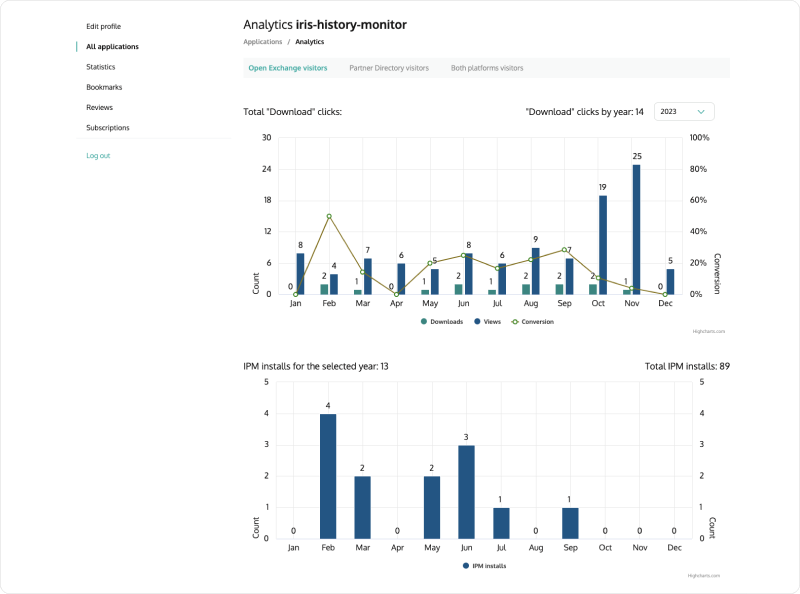 Edit profile
All applications
Statistics
Bookmarks
Reviews
Subscriptions
Log out
Analytics iris-history-monitor
Applications / Analytics
Open Exchange visitors Partner Directory visitors Both platforms visitors
Total "Download" clicks: "Download" clicks by year: 14 2023
30 100%
25
24 80%
19
18 60%
12 40%
8 4 7 6 5 8 6 9 7 5
6 20%
0 2 1 0 1 2 1 2 2 2 1 0
0 0%
Count Conversion
Jan Feb Mar Apr May Jun Jul Aug Sep Oct Nov Dec
Downloads Views Conversion
Highcharts.com
IPM installs for the selected year: 13 Total IPM installs: 89
5 5
4 4 4
3 3 3
2 2 2 2
1 1 1 1
0 0 0 0 0 0 0 0
Count Count
Jan Feb Mar Apr May Jun Jul Aug Sep Oct Nov Dec
IPM installs
Highcharts.com